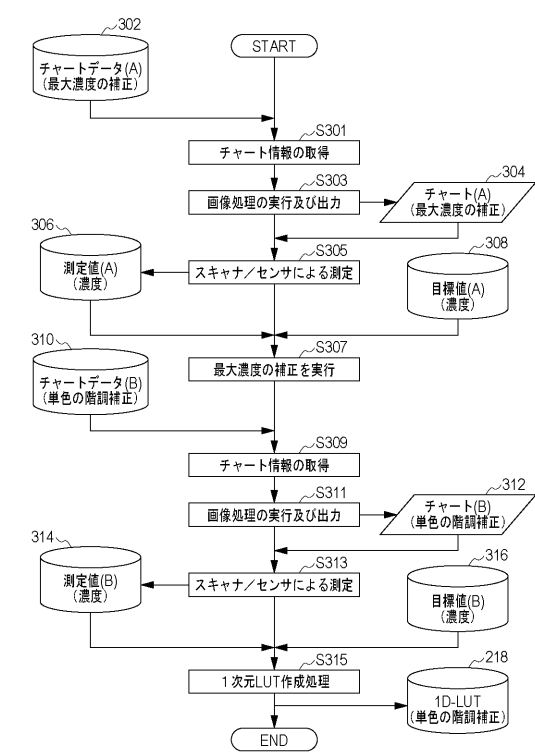 302
START
チャートデータ(A)
(最大濃度の補正)
S301
チャート情報の取得
S303
画像処理の実行及び出力
304
チャート(A)
(最大濃度の補正)
306
測定値(A)
(濃度)
S305
スキャナ/センサによる測定
308
目標値(A)
(濃度)
310
チャートデータ(B)
(単色の階調補正)
S307
最大濃度の補正を実行
S309
チャート情報の取得
S311
画像処理の実行及び出力
312
チャート(B)
(単色の階調補正)
314
測定値(B)
(濃度)
S313
スキャナ/センサによる測定
316
目標値(B)
(濃度)
S315
1次元LUT作成処理
218
1D-LUT
(単色の階調補正)
END